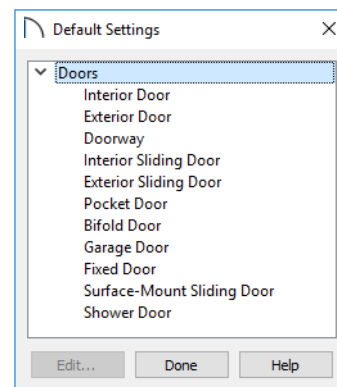 Default Settings
Doors
Interior Door
Exterior Door
Doorway
Interior Sliding Door
Exterior Sliding Door
Pocket Door
Bifold Door
Garage Door
Fixed Door
Surface-Mount Sliding Door
Shower Door
Edit... Done Help